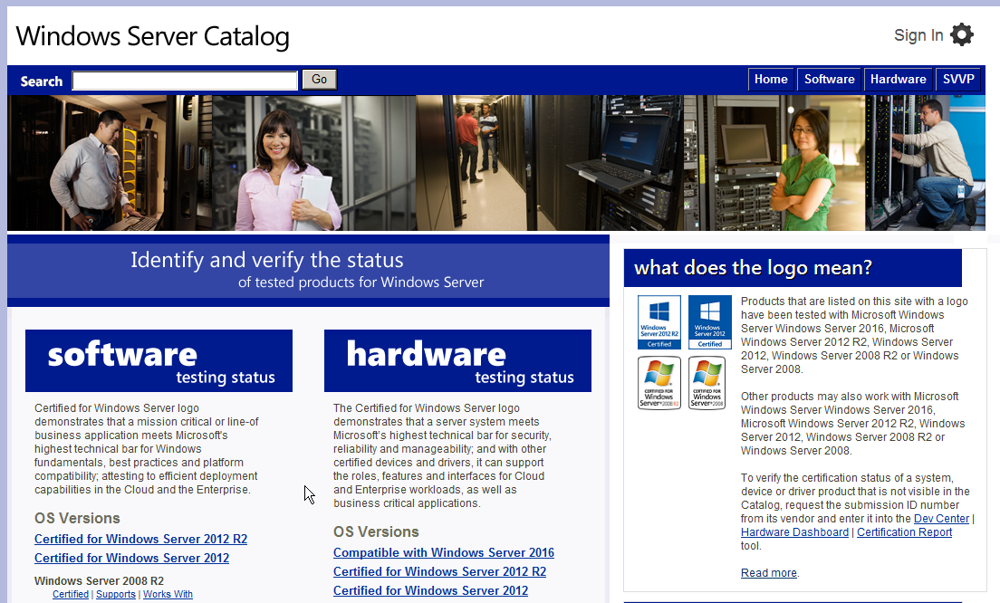 Windows Server Catalog
Sign In
Search
Go
Home
Software
Hardware
SVVP
Identify and verify the status
of tested products for Windows Server
software
testing status
Certified for Windows Server logo
demonstrates that a mission critical or line-of
business application meets Microsoft's
highest technical bar for Windows
fundamentals, best practices and platform
compatibility; attesting to efficient deployment
capabilities in the Cloud and the Enterprise.
OS Versions
Certified for Windows Server 2012 R2
Certified for Windows Server 2012
Windows Server 2008 R2
Certified | Supports | Works With
hardware
testing status
The Certified for Windows Server logo
demonstrates that a server system meets
Microsoft's highest technical bar for security,
reliability and manageability; and with other
certified devices and drivers, it can support
the roles, features and interfaces for Cloud
and Enterprise workloads, as well as
business critical applications.
OS Versions
Compatible with Windows Server 2016
Certified for Windows Server 2012 R2
Certified for Windows Server 2012
what does the logo mean?
Windows
Server 2012 R2
Certified
Windows
Server 2012
Certified
CERTIFIED FOR
Windows
Server 2008 R2
CERTIFIED FOR
Windows
Server 2008
Products that are listed on this site with a logo
have been tested with Microsoft Windows
Server Windows Server 2016, Microsoft
Windows Server 2012 R2, Windows Server
2012, Windows Server 2008 R2 or Windows
Server 2008.
Other products may also work with Microsoft
Windows Server Windows Server 2016,
Microsoft Windows Server 2012 R2, Windows
Server 2012, Windows Server 2008 R2 or
Windows Server 2008.
To verify the certification status of a system,
device or driver product that is not visible in the
Catalog, request the submission ID number
from its vendor and enter it into the Dev Center |
Hardware Dashboard | Certification Report
tool.
Read more.